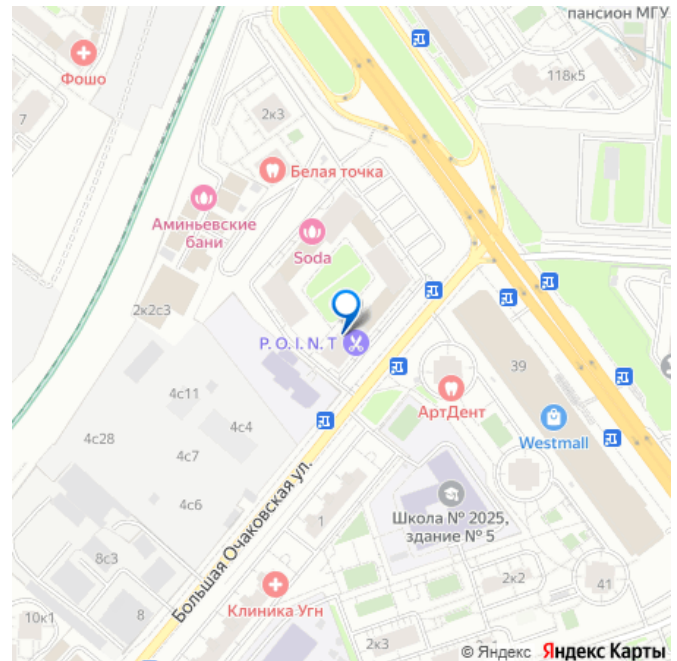 пансион МГУ
Фошо
118к5
7
2к3
Белая точка
Аминьевские
бани
Soda
2к2с3
P.O.I.N.T
39
4с11
АртДент
Westmall
4с4
4с28
4с7
4с6
Школа № 2025,
здание № 5
1
Большая Очаковская ул.
8с3
2к2
41
Клиника Угн
10к1
8
2к3
© Яндекс Яндекс Карты